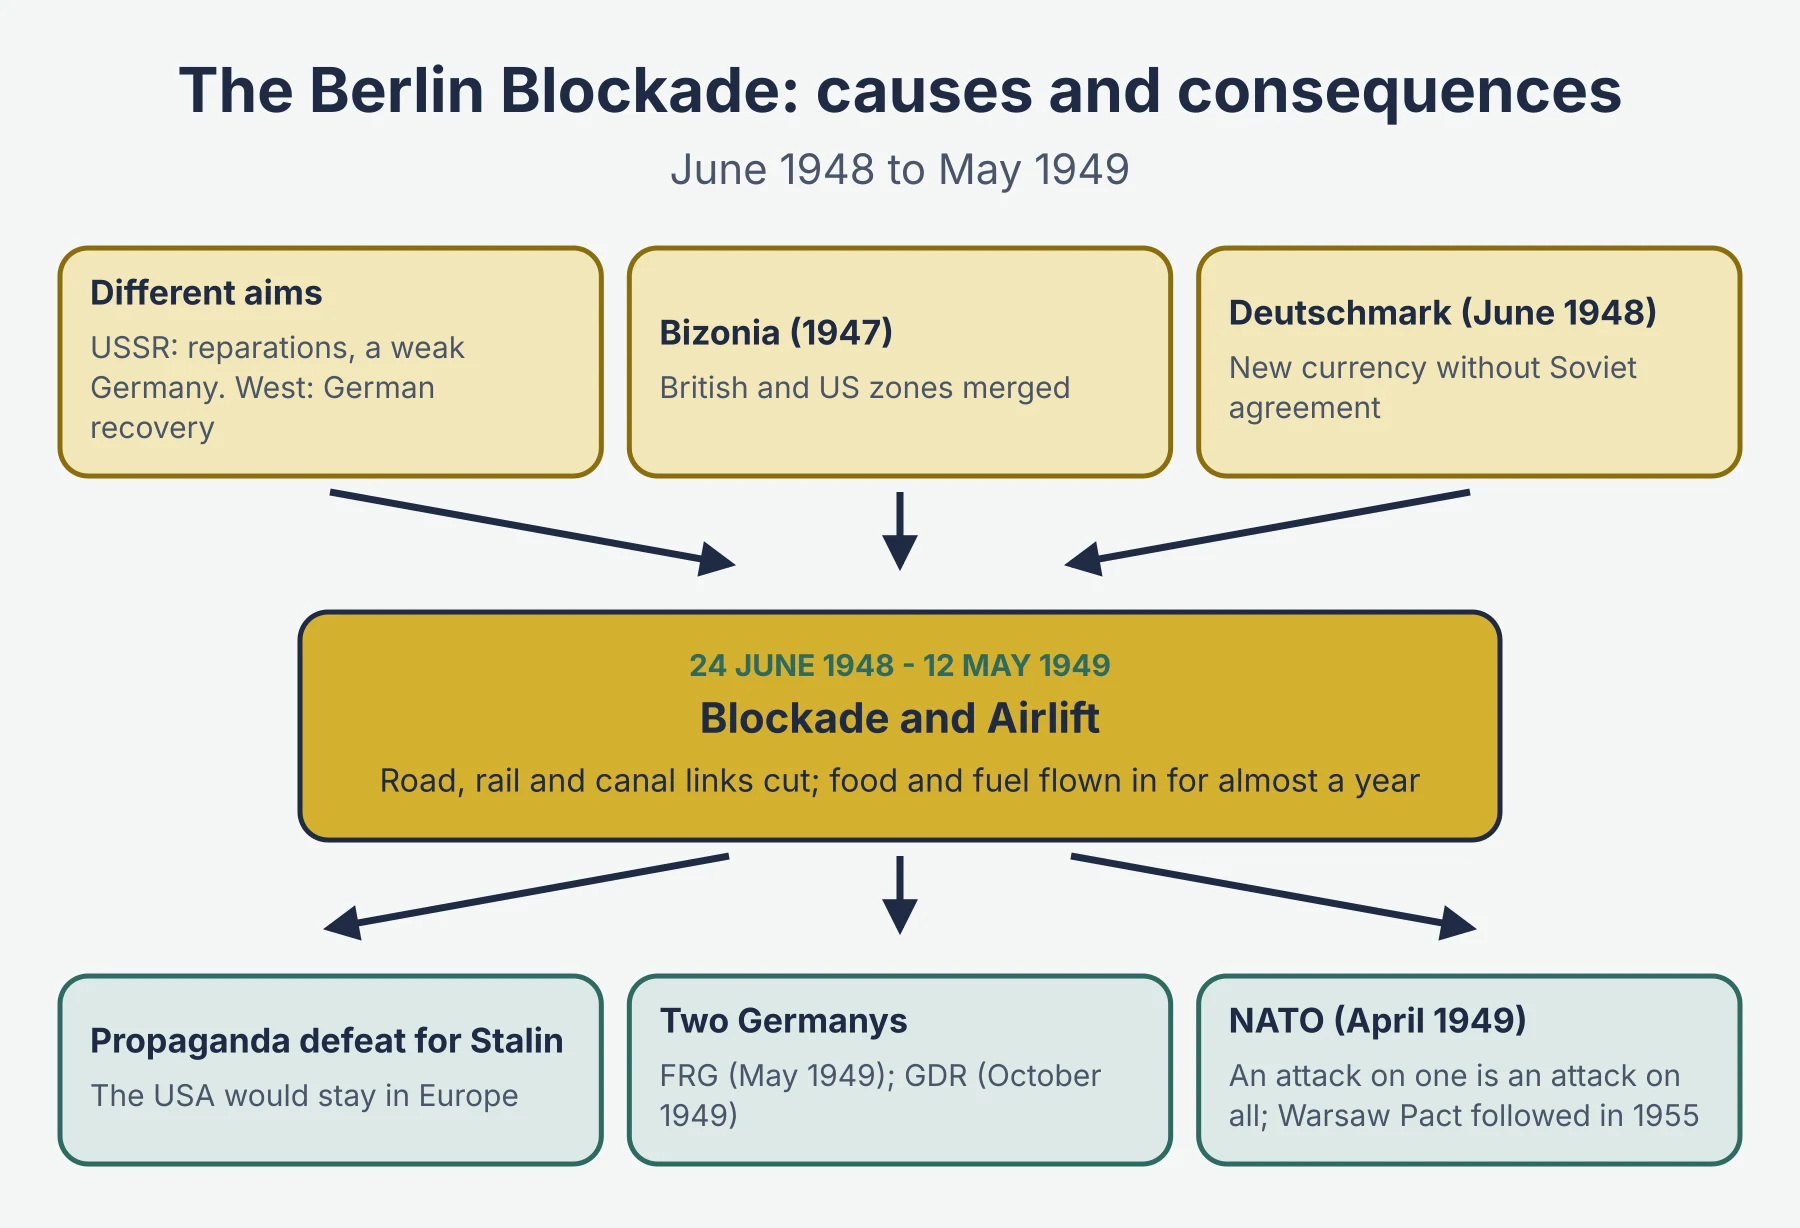 The Berlin Blockade: causes and consequences
June 1948 to May 1949
Different aims
USSR: reparations, a weak
Germany. West: German
recovery
Bizonia (1947)
British and US zones merged
Deutschmark (June 1948)
New currency without Soviet
agreement
24 JUNE 1948 - 12 MAY 1949
Blockade and Airlift
Road, rail and canal links cut; food and fuel flown in for almost a year
Propaganda defeat for Stalin
The USA would stay in Europe
Two Germanys
FRG (May 1949); GDR (October
1949)
NATO (April 1949)
An attack on one is an attack on
all; Warsaw Pact followed in 1955